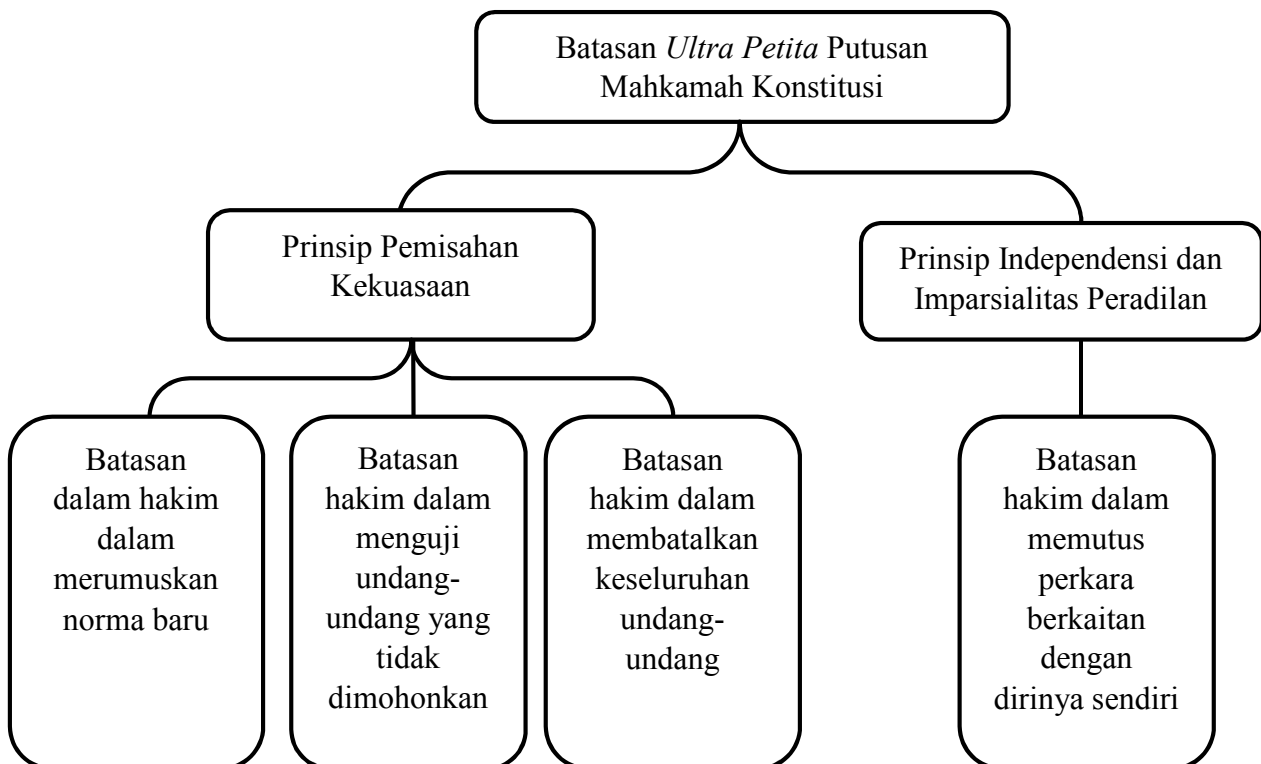 Batasan Ultra Petita Putusan
Mahkamah Konstitusi
Prinsip Pemisahan
Kekuasaan
Prinsip Independensi dan
Imparsialitas Peradilan
Batasan
dalam hakim
dalam
merumuskan
norma baru
Batasan
hakim dalam
menguji
undang-
undang yang
tidak
dimohonkan
Batasan
hakim dalam
membatalkan
keseluruhan
undang-
undang
Batasan
hakim dalam
memutus
perkara
berkaitan
dengan
dirinya sendiri